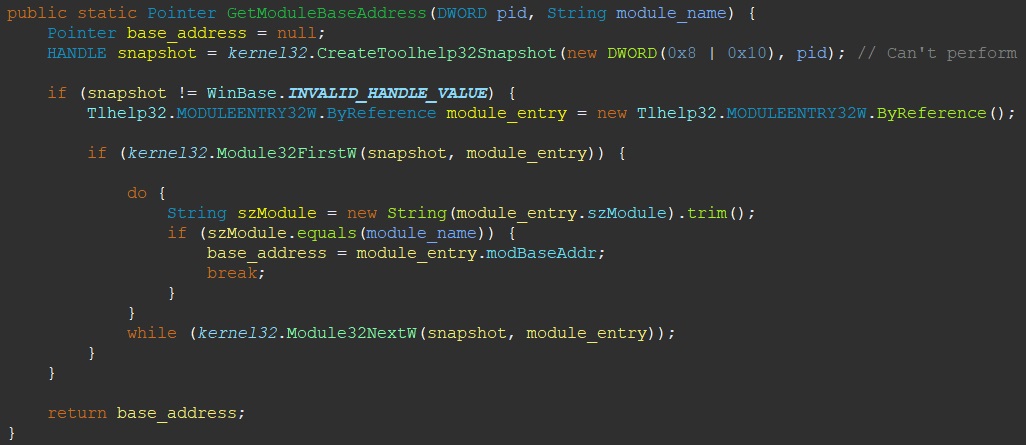 public static Pointer GetModuleBaseAddress(DWORD pid, String module_name) {
Pointer base_address = null;
HANDLE snapshot = kernel32.CreateToolhelp32Snapshot(new DWORD(0x8 | 0x10), pid); // Can't perform
if (snapshot != WinBase.INVALID_HANDLE_VALUE) {
Tlhelp32.MODULEENTRY32W.ByReference module_entry = new Tlhelp32.MODULEENTRY32W.ByReference();
if (kernel32.Module32FirstW(snapshot, module_entry)) {
do {
String szModule = new String(module_entry.szModule).trim();
if (szModule.equals(module_name)) {
base_address = module_entry.modBaseAddr;
break;
}
}
while (kernel32.Module32NextW(snapshot, module_entry));
}
}
return base_address;
}